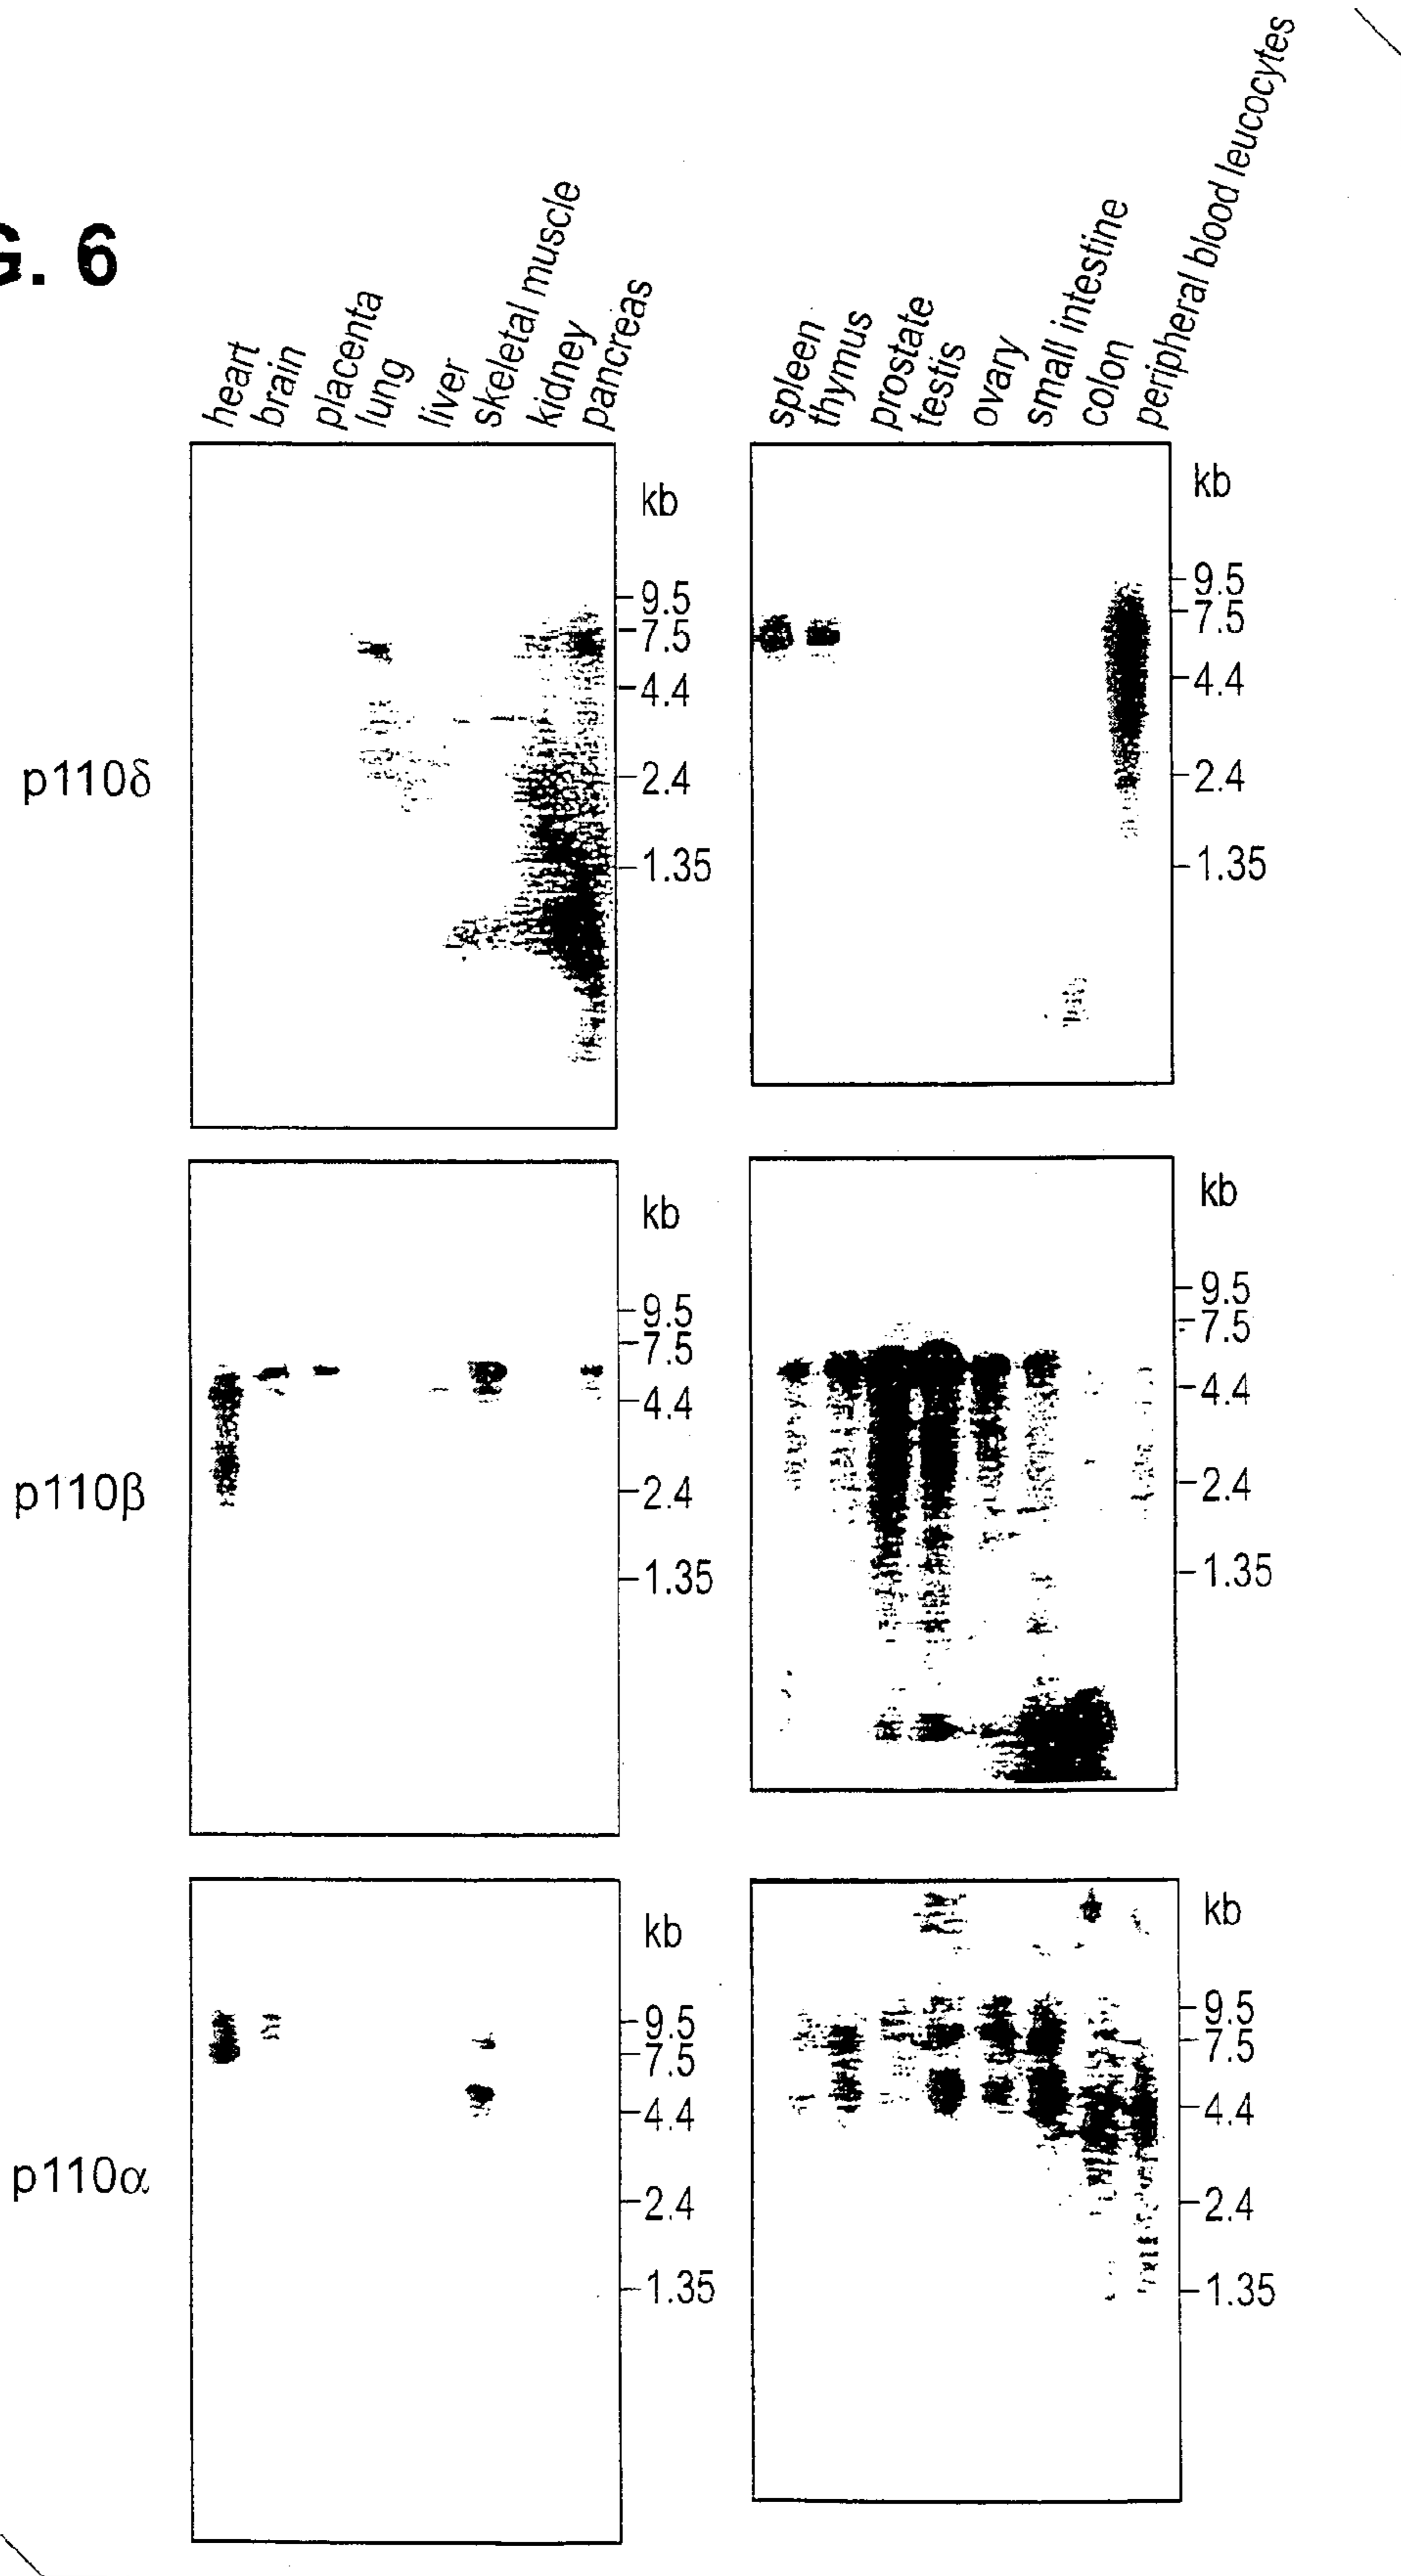 G. 6
heart
brain
placenta
lung
liver
skeletal muscle
kidney
pancreas
spleen
thymus
prostate
testis
ovary
small intestine
colon
peripheral blood leucocytes
p110δ
kb
9.5
7.5
4.4
2.4
1.35
kb
9.5
7.5
4.4
2.4
1.35
p110β
kb
9.5
7.5
4.4
2.4
1.35
kb
9.5
7.5
4.4
2.4
1.35
p110α
kb
9.5
7.5
4.4
2.4
1.35
kb
9.5
7.5
4.4
2.4
1.35